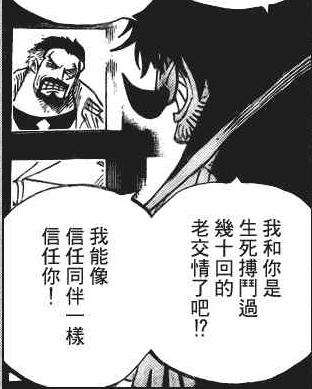 我和你是
生死搏鬥過
幾十回的
老交情了吧!?
我能像
信任同伴一樣
信任你！